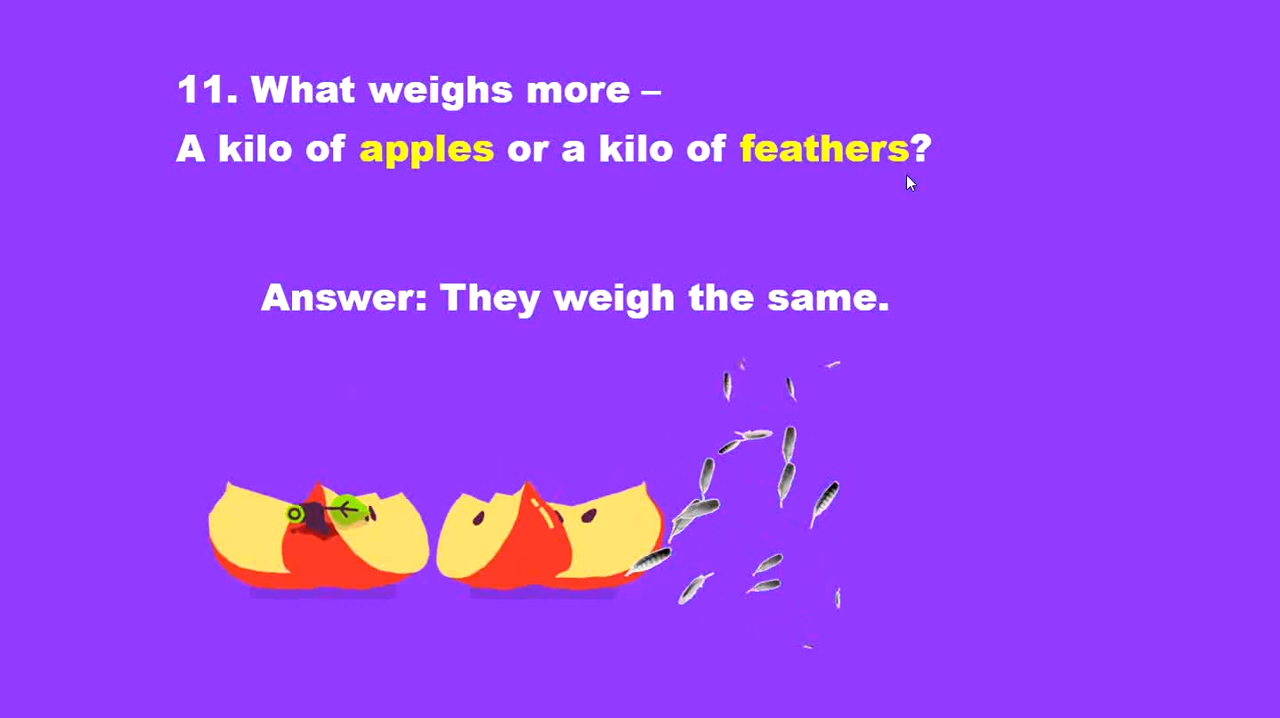 11. What weighs more –
A kilo of apples or a kilo of feathers?
Answer: They weigh the same.